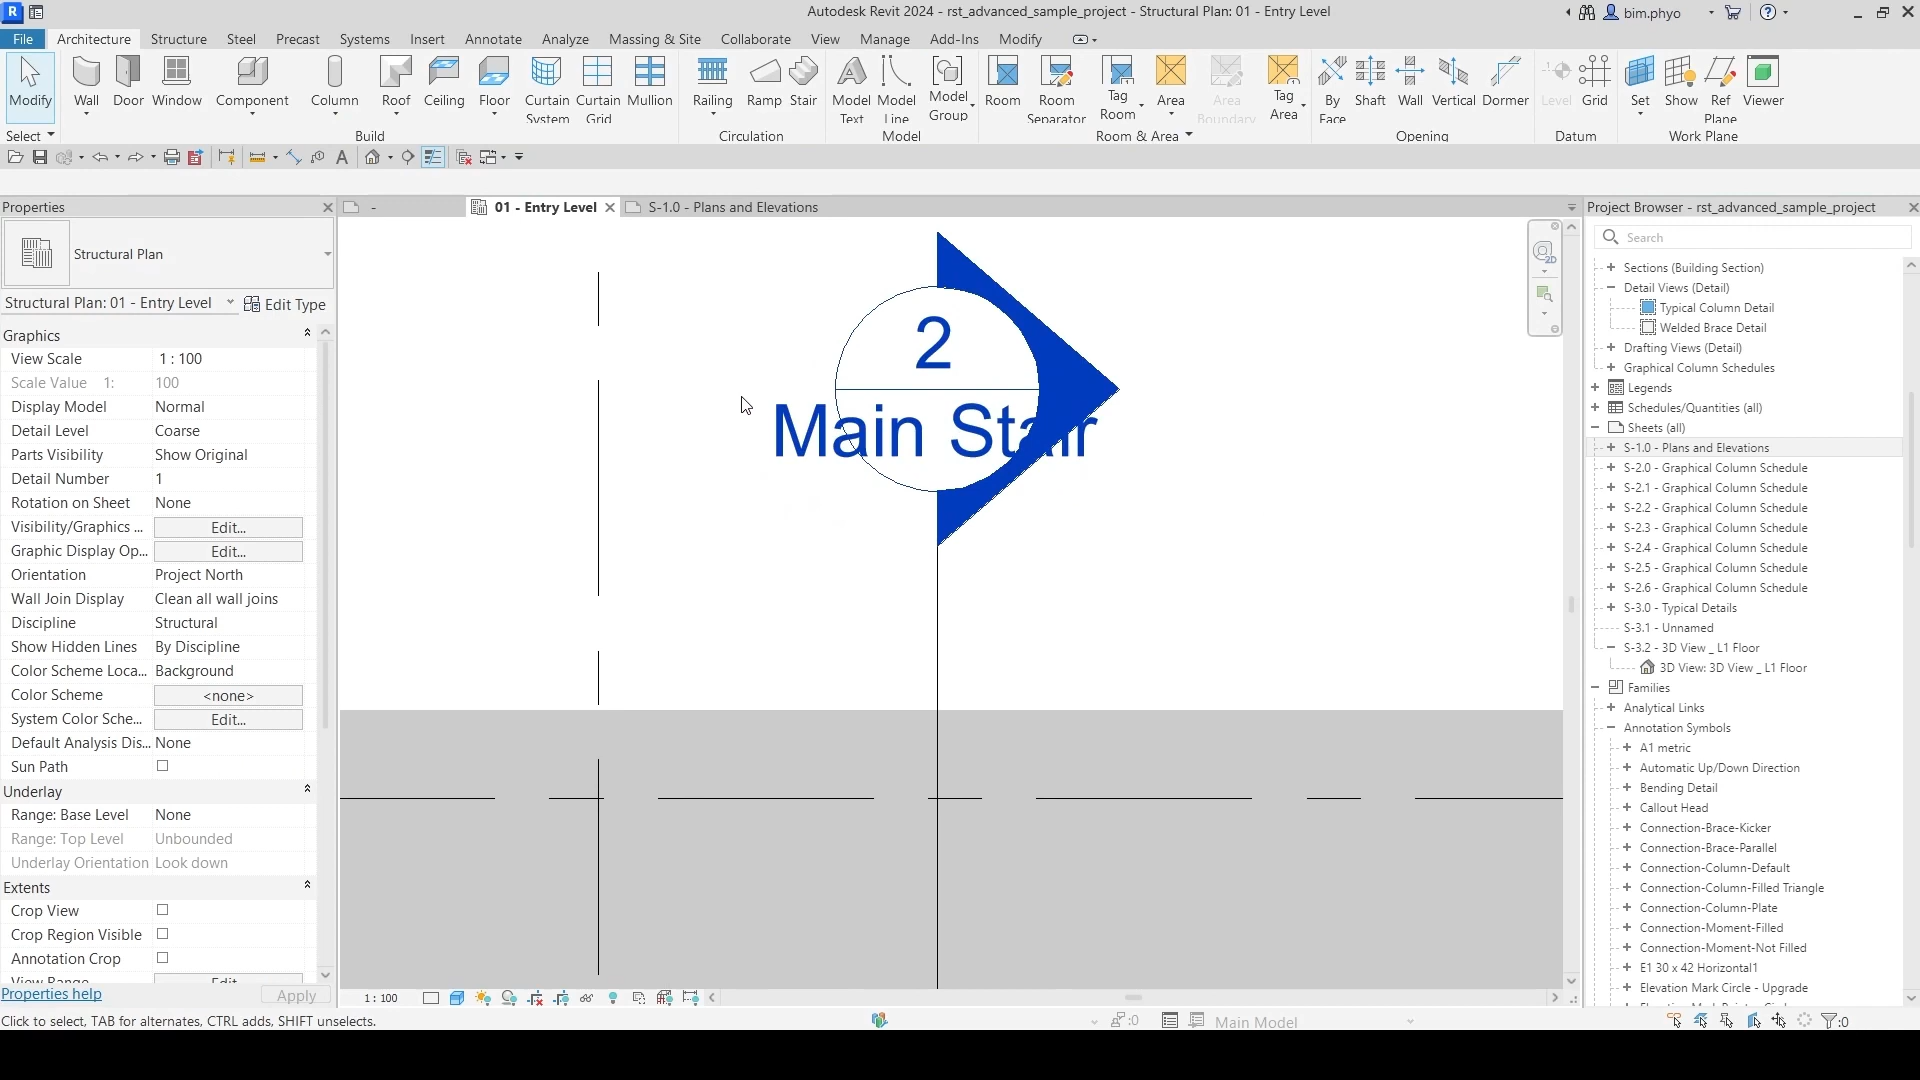 Autodesk Revit 2024 - rst_advanced_sample_project - Structural Plan: 01 - Entry Level
bim.phyo
File Architecture Structure Steel Precast Systems Insert Annotate Analyze Massing & Site Collaborate View Manage Add-Ins Modify
Modify Wall Door Window Component Column Roof Ceiling Floor Curtain System Curtain Grid Mullion Railing Ramp Stair Model Text Model Line Model Group Room Room Separator Tag Room Area Area Boundary Tag Area By Face Shaft Wall Vertical Dormer Level Grid Set Show Ref Plane Viewer
Select Build Circulation Model Room & Area Opening Datum Work Plane
Properties
Structural Plan
Structural Plan: 01 - Entry Level Edit Type
Graphics
View Scale 1 : 100
Scale Value 1: 100
Display Model Normal
Detail Level Coarse
Parts Visibility Show Original
Detail Number 1
Rotation on Sheet None
Visibility/Graphics ... Edit...
Graphic Display Op... Edit...
Orientation Project North
Wall Join Display Clean all wall joins
Discipline Structural
Show Hidden Lines By Discipline
Color Scheme Loca... Background
Color Scheme <none>
System Color Sche... Edit...
Default Analysis Dis... None
Sun Path
Underlay
Range: Base Level None
Range: Top Level Unbounded
Underlay Orientation Look down
Extents
Crop View
Crop Region Visible
Annotation Crop
View Range Edit...
Properties help Apply
- 01 - Entry Level S-1.0 - Plans and Elevations
2
Main Stair
2D
1 : 100
Project Browser - rst_advanced_sample_project
Search
Sections (Building Section)
Detail Views (Detail)
Typical Column Detail
Welded Brace Detail
Drafting Views (Detail)
Graphical Column Schedules
Legends
Schedules/Quantities (all)
Sheets (all)
S-1.0 - Plans and Elevations
S-2.0 - Graphical Column Schedule
S-2.1 - Graphical Column Schedule
S-2.2 - Graphical Column Schedule
S-2.3 - Graphical Column Schedule
S-2.4 - Graphical Column Schedule
S-2.5 - Graphical Column Schedule
S-2.6 - Graphical Column Schedule
S-3.0 - Typical Details
S-3.1 - Unnamed
S-3.2 - 3D View _ L1 Floor
3D View: 3D View _ L1 Floor
Families
Analytical Links
Annotation Symbols
A1 metric
Automatic Up/Down Direction
Bending Detail
Callout Head
Connection-Brace-Kicker
Connection-Brace-Parallel
Connection-Column-Default
Connection-Column-Filled Triangle
Connection-Column-Plate
Connection-Moment-Filled
Connection-Moment-Not Filled
E1 30 x 42 Horizontal1
Elevation Mark Circle - Upgrade
Click to select, TAB for alternates, CTRL adds, SHIFT unselects. :0 Main Model :0